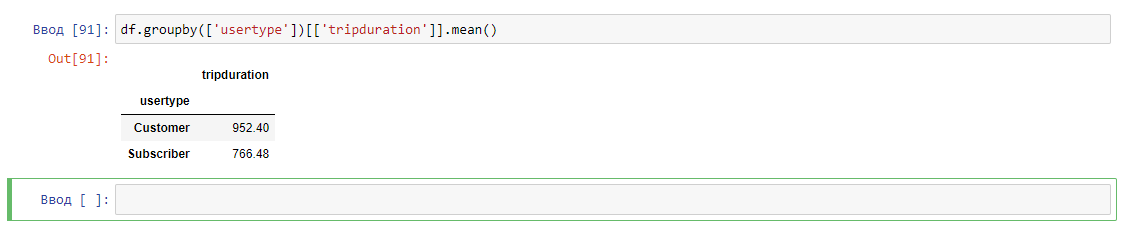 Ввод [91]: df.groupby(['usertype'])[['tripduration']].mean()
Out[91]:
tripduration
usertype
Customer 952.40
Subscriber 766.48
Ввод [ ]: